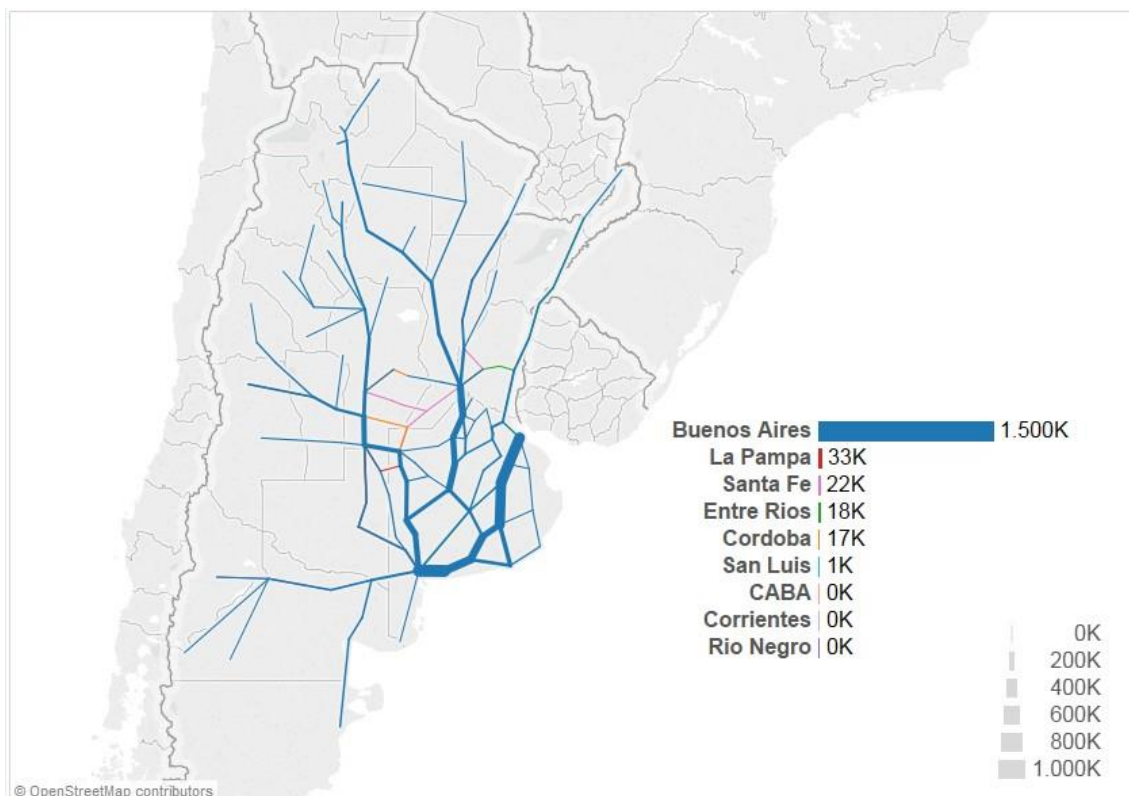 Buenos Aires 1.500K
La Pampa 33K
Santa Fe 22K
Entre Rios 18K
Cordoba 17K
San Luis 1K
CABA 0K
Corrientes 0K
Rio Negro 0K
0K
200K
400K
600K
800K
1.000K
© OpenStreetMap contributors